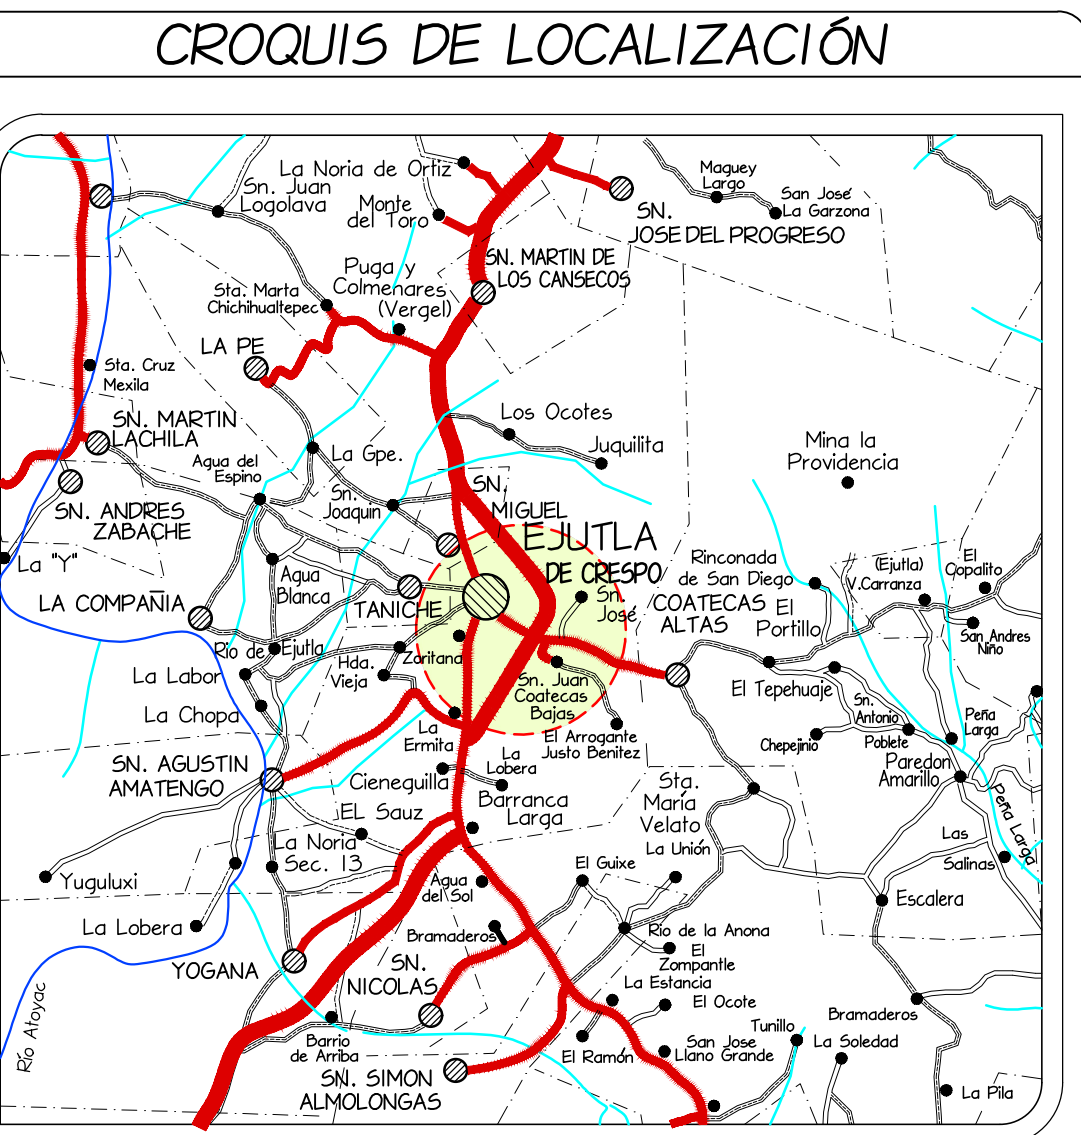 CROQUIS DE LOCALIZACIÓN
La Noria de Ortiz
Maguey
Largo
San José
La Garzona
Sn. Juan
Logolava
Monte
del Toro
SN.
JOSE DEL PROGRESO
SN. MARTIN DE
LOS CANSECOS
Puga y
Colmenares
(Vergel)
Sta. Marta
Chichihualtepec
LA PE
Sta. Cruz
Mexila
SN. MARTIN
LACHILA
Los Ocotes
Juquilita
Mina la
Providencia
La Gpe.
Agua del
Espino
Sn.
Joaquin
SN.
MIGUEL
SN. ANDRES
ZABACHE
EJUTLA
DE CRESPO
La "Y"
Agua
Blanca
Rinconada
de San Diego
(Ejutla)
V.Carranza
El
Copalito
LA COMPAÑIA
TANICHE
Sn.
José
COATECAS
ALTAS
El
Portillo
San Andres
Niño
Rio de Ejutla
Zoritana
Hda.
Vieja
La Labor
Sn. Juan
Coatecas
Bajas
El Tepehuaje
Sn.
Antonio
La Chopa
La
Ermita
El Arrogante
Justo Benitez
Chepejinio
Poblete
Peña
Larga
SN. AGUSTIN
AMATENGO
La
Lobera
Cieneguilla
Paredon
Amarillo
Peña Larga
EL Sauz
Barranca
Larga
Sta.
María
Velato
La Unión
Las
Salinas
La Noria
Sec. 13
El Guixe
Yuguluxi
Agua
del Sol
Escalera
La Lobera
Bramaderos
Rio de la Anona
El
Zompantle
YOGANA
SN.
NICOLAS
La Estancia
El Ocote
Bramaderos
Río Atoyac
Tunillo
La Soledad
Barrio
de Arriba
El Ramón
San Jose
Llano Grande
SN. SIMON
ALMOLONGAS
La Pila